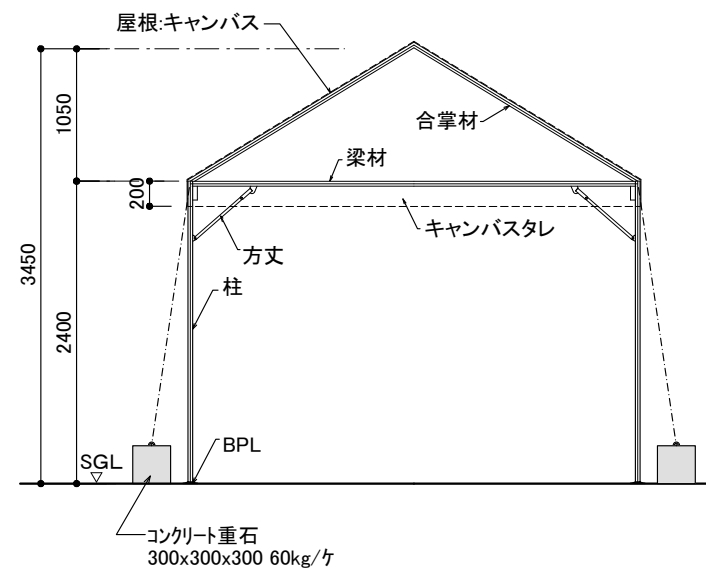 屋根:キャンバス
合掌材
梁材
キャンバスタレ
方丈
柱
1050
200
3450
2400
SGL
BPL
コンクリート重石
300x300x300 60kg/ケ